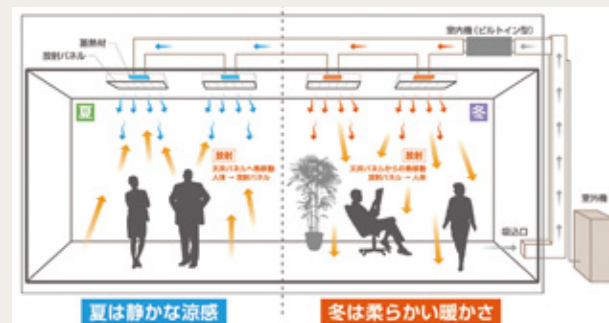 蓄熱材
放射パネル
室内機(ビルトイン型)
夏
冬
放射
天井パネルへ熱移動
人体 → 放射パネル
放射
天井パネルからの熱移動
放射パネル → 人体
吸込口
室外機
夏は静かな涼感
冬は柔らかい暖かさ